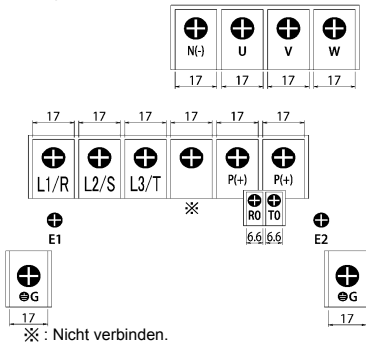 N(-) U V W
17 17 17 17
17 17 17 17 17
L1/R L2/S L3/T P(+) P(+)
※ R0 T0
6.6 6.6
E1 E2
G G
17 17
※ : Nicht verbinden.